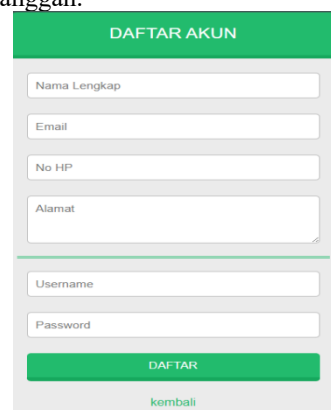 DAFTAR AKUN
Nama Lengkap
Email
No HP
Alamat
Username
Password
DAFTAR
kembali